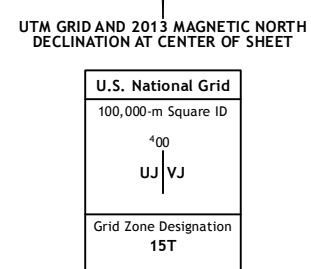 UTM GRID AND 2013 MAGNETIC NORTH
DECLINATION AT CENTER OF SHEET
U.S. National Grid
100,000-m Square ID
⁴00
UJ VJ
Grid Zone Designation
15T